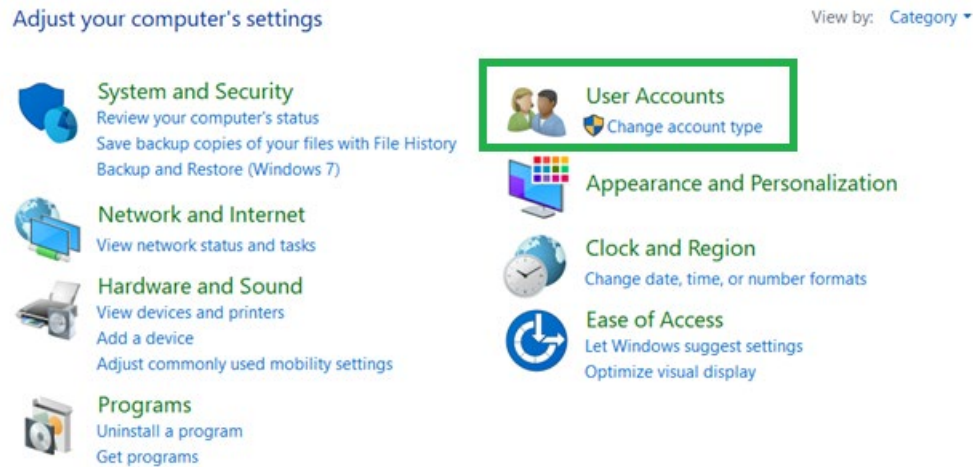 Adjust your computer's settings
View by: Category
System and Security
Review your computer's status
Save backup copies of your files with File History
Backup and Restore (Windows 7)
Network and Internet
View network status and tasks
Hardware and Sound
View devices and printers
Add a device
Adjust commonly used mobility settings
Programs
Uninstall a program
Get programs
User Accounts
Change account type
Appearance and Personalization
Clock and Region
Change date, time, or number formats
Ease of Access
Let Windows suggest settings
Optimize visual display